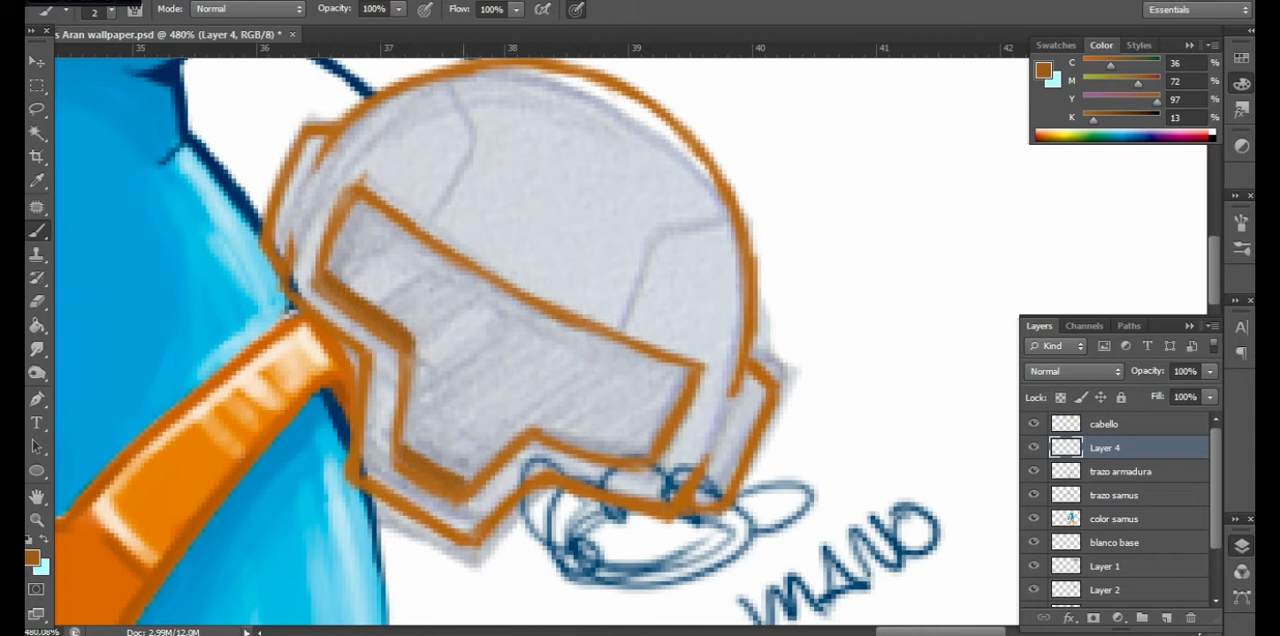 2 Mode: Normal Opacity: 100% Flow: 100% Essentials
s Aran wallpaper.psd @ 480% (Layer 4, RGB/8) * ×
35 36 37 38 39 40 41 42
Swatches Color Styles
C 36 %
M 72 %
Y 97 %
K 13 %
Layers Channels Paths
Kind
Normal Opacity: 100%
Lock: Fill: 100%
cabello
Layer 4
trazo armadura
trazo samus
color samus
blanco base
Layer 1
Layer 2
MANO
480,08% Doc: 2,99M/12,0M